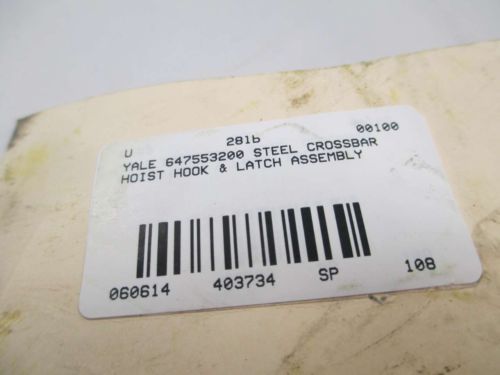 U 281b 00100
YALE 647553200 STEEL CROSSBAR
HOIST HOOK & LATCH ASSEMBLY
060614 403734 SP 108